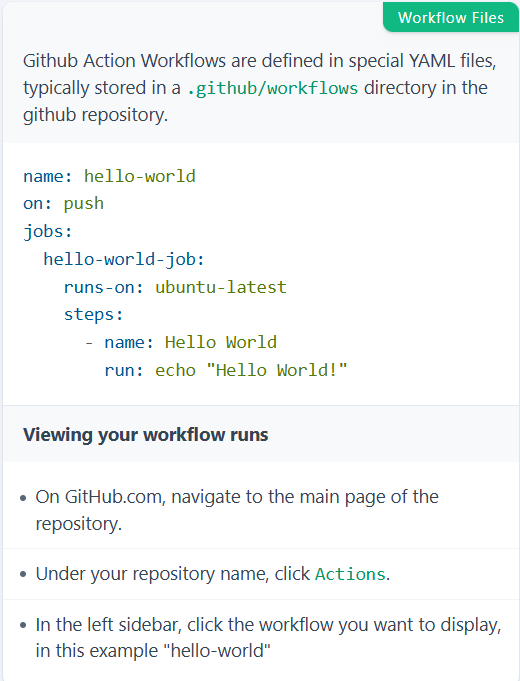 Workflow Files
Github Action Workflows are defined in special YAML files,
typically stored in a .github/workflows directory in the
github repository.
name: hello-world
on: push
jobs:
  hello-world-job:
    runs-on: ubuntu-latest
    steps:
      - name: Hello World
        run: echo "Hello World!"
Viewing your workflow runs
• On GitHub.com, navigate to the main page of the
repository.
• Under your repository name, click Actions.
• In the left sidebar, click the workflow you want to display,
in this example "hello-world"